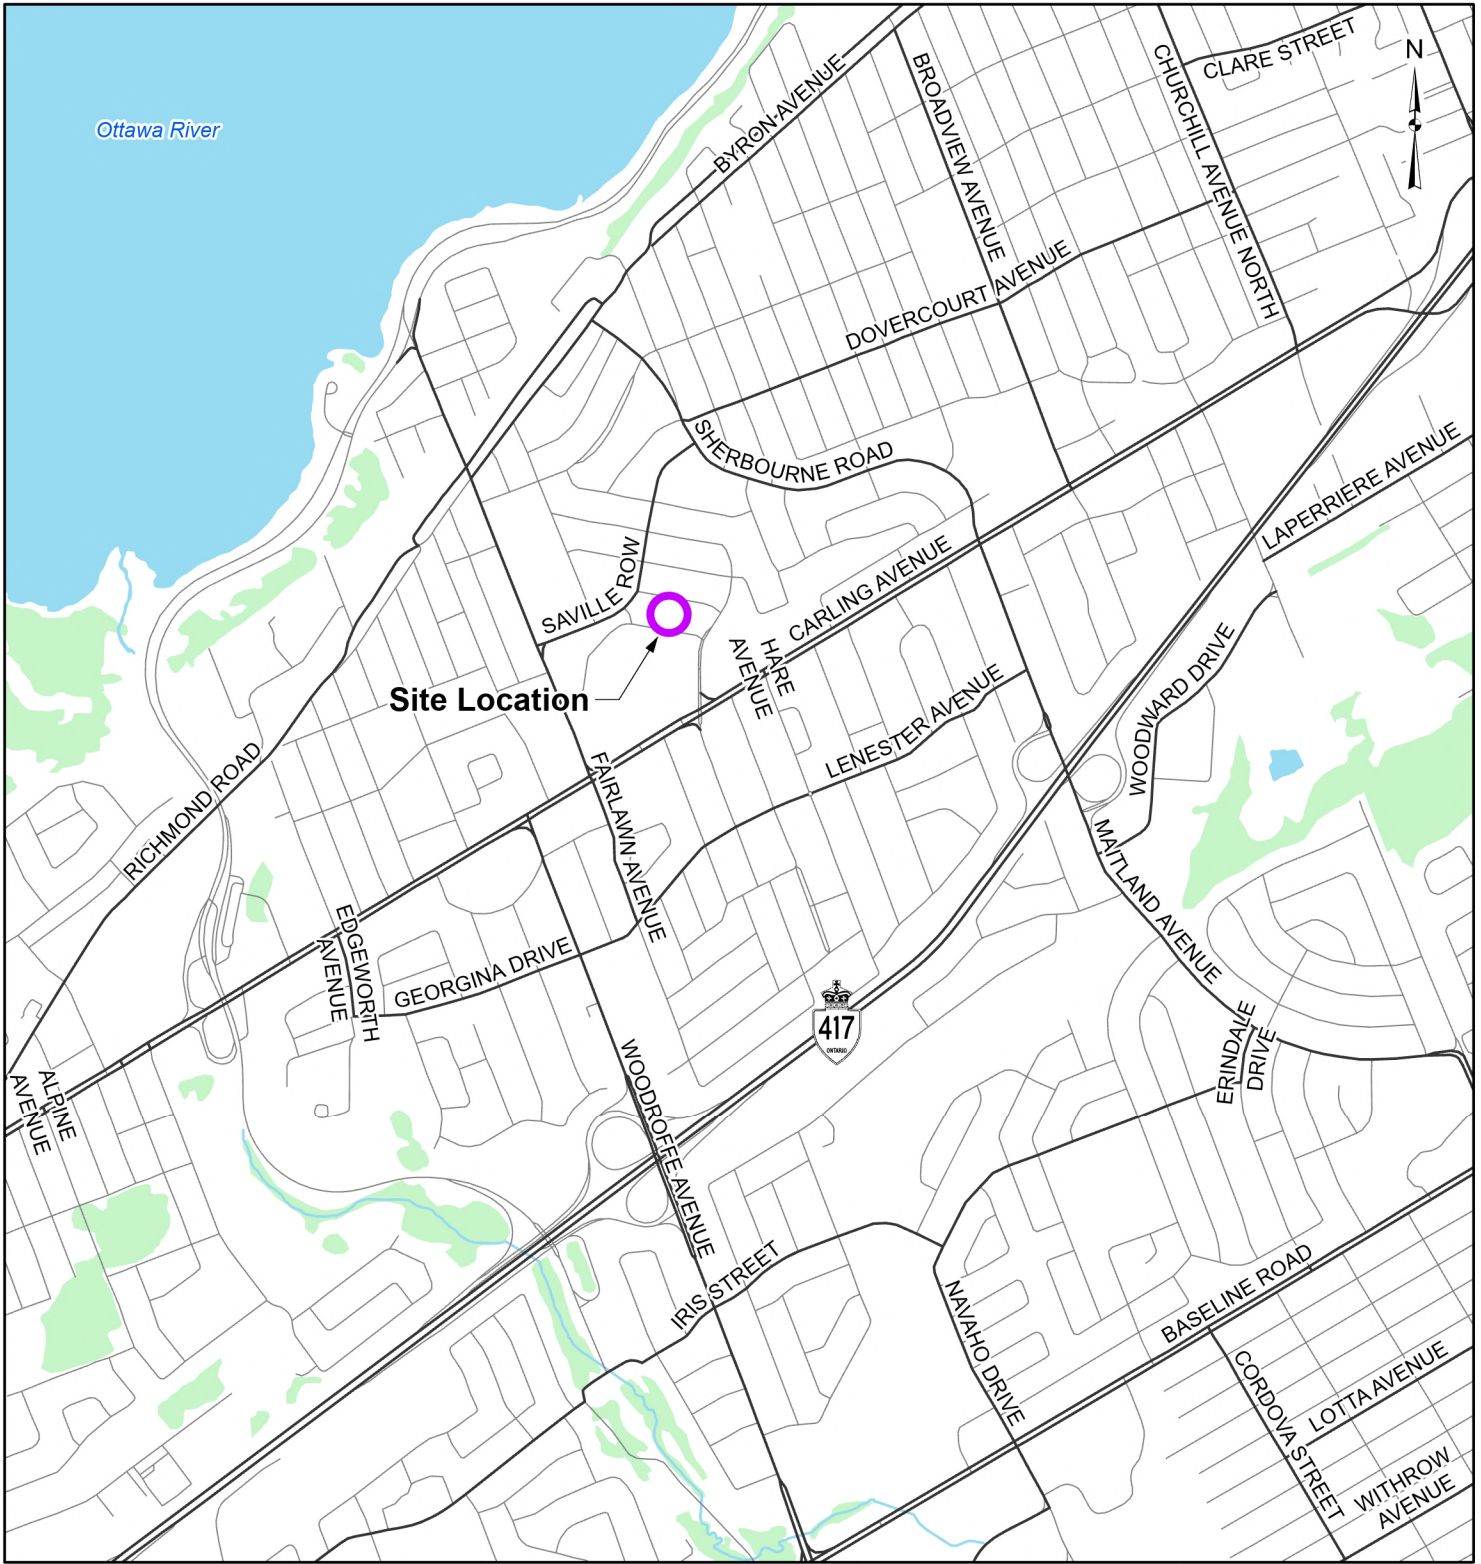 CLARE STREET
N
BYRON AVENUE
BROADVIEW AVENUE
CHURCHILL AVENUE NORTH
Ottawa River
DOVERCOURT AVENUE
SHERBOURNE ROAD
LAPERRIERE AVENUE
SAVILLE ROW
CARLING AVENUE
HARE
AVENUE
WOODWARD DRIVE
Site Location
LENESTER AVENUE
RICHMOND ROAD
FAIRLAWN AVENUE
MAITLAND AVENUE
EDGEWORTH
AVENUE
GEORGINA DRIVE
417
ONTARIO
ERINDALE
DRIVE
ALPINE
AVENUE
WOODROFFE AVENUE
IRIS STREET
NAVAHO DRIVE
BASELINE ROAD
CORDOVA STREET
LOTTA AVENUE
WITHROW
AVENUE